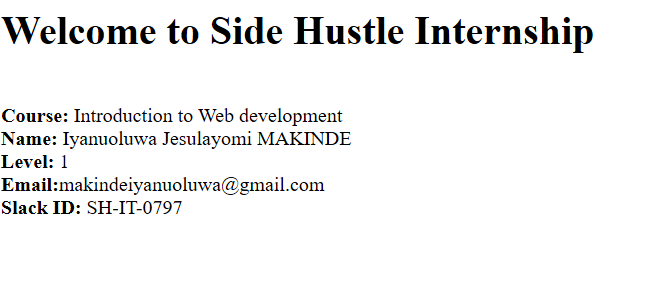 Welcome to Side Hustle Internship
Course: Introduction to Web development
Name: Iyanuoluwa Jesulayomi MAKINDE
Level: 1
Email:makindeiyanuoluwa@gmail.com
Slack ID: SH-IT-0797